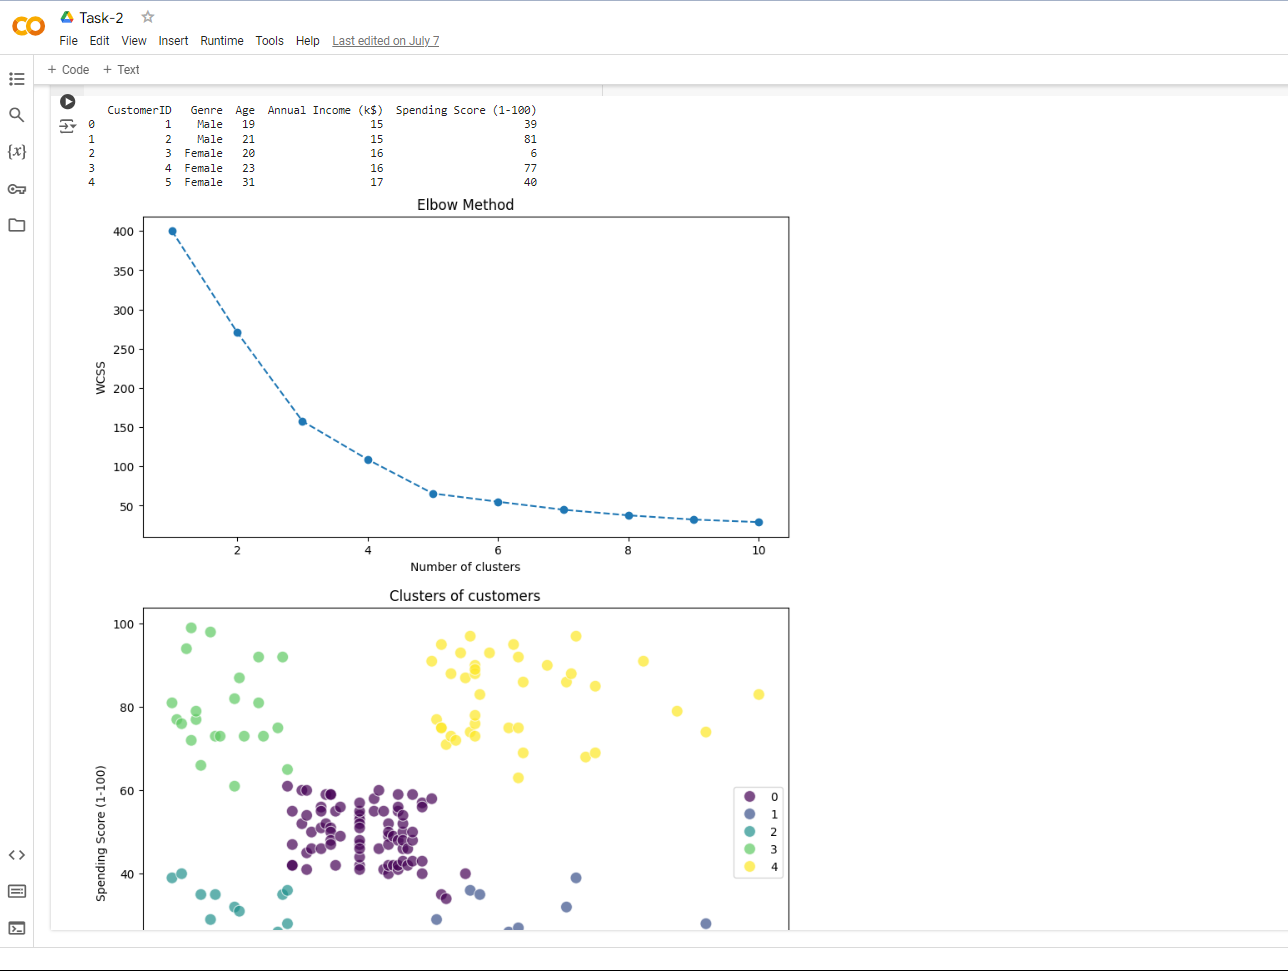 Task-2
File Edit View Insert Runtime Tools Help Last edited on July 7
+ Code + Text
CustomerID Genre Age Annual Income (k$) Spending Score (1-100)
0 1 Male 19 15 39
1 2 Male 21 15 81
2 3 Female 20 16 6
3 4 Female 23 16 77
4 5 Female 31 17 40
Elbow Method
400
350
300
250
200
150
100
50
WCSS
2 4 6 8 10
Number of clusters
Clusters of customers
100
80
60
40
Spending Score (1-100)
0
1
2
3
4